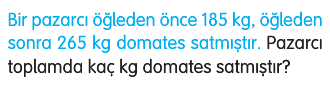 Bir pazarcı öğleden önce 185 kg, öğleden
sonra 265 kg domates satmıştır. Pazarcı
toplamda kaç kg domates satmıştır?